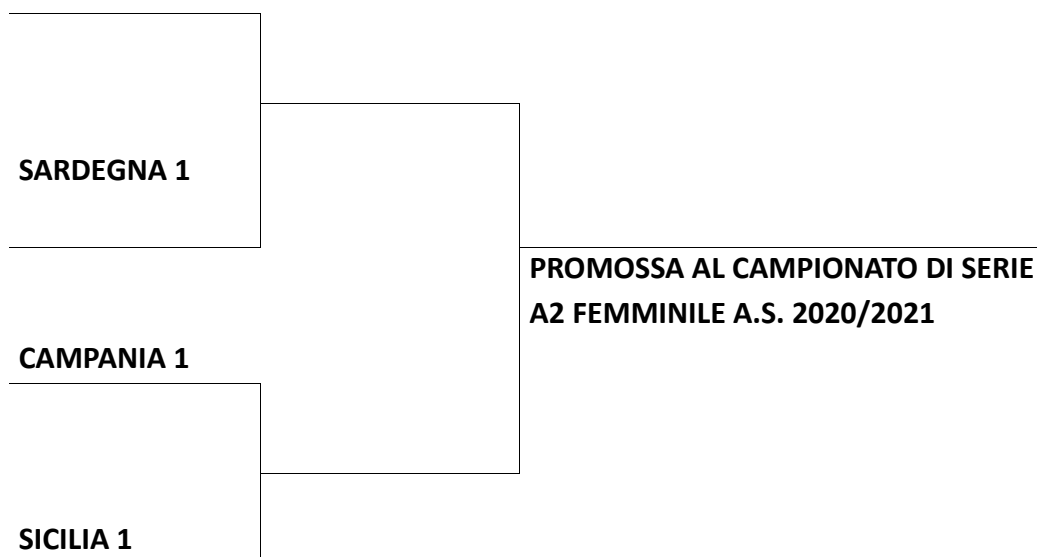 SARDEGNA 1
PROMOSSA AL CAMPIONATO DI SERIE
A2 FEMMINILE A.S. 2020/2021
CAMPANIA 1
SICILIA 1